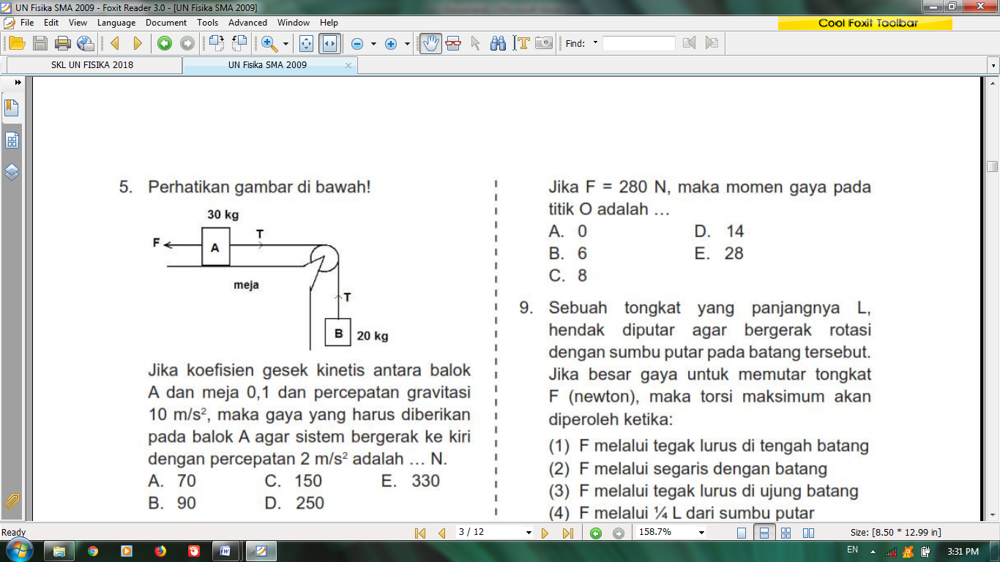 UN Fisika SMA 2009 - Foxit Reader 3.0 - [UN Fisika SMA 2009]
File Edit View Language Document Tools Advanced Window Help
Cool Foxit Toolbar
Find:
SKL UN FISIKA 2018
UN Fisika SMA 2009
5. Perhatikan gambar di bawah!
30 kg
F
A
T
meja
T
B
20 kg
Jika koefisien gesek kinetis antara balok
A dan meja 0,1 dan percepatan gravitasi
10 m/s², maka gaya yang harus diberikan
pada balok A agar sistem bergerak ke kiri
dengan percepatan 2 m/s² adalah … N.
A. 70 C. 150 E. 330
B. 90 D. 250
Jika F = 280 N, maka momen gaya pada
titik O adalah …
A. 0 D. 14
B. 6 E. 28
C. 8
9. Sebuah tongkat yang panjangnya L,
hendak diputar agar bergerak rotasi
dengan sumbu putar pada batang tersebut.
Jika besar gaya untuk memutar tongkat
F (newton), maka torsi maksimum akan
diperoleh ketika:
(1) F melalui tegak lurus di tengah batang
(2) F melalui segaris dengan batang
(3) F melalui tegak lurus di ujung batang
(4) F melalui ¼ L dari sumbu putar
Ready
3 / 12
158.7%
Size: [8.50 * 12.99 in]
EN
3:31 PM